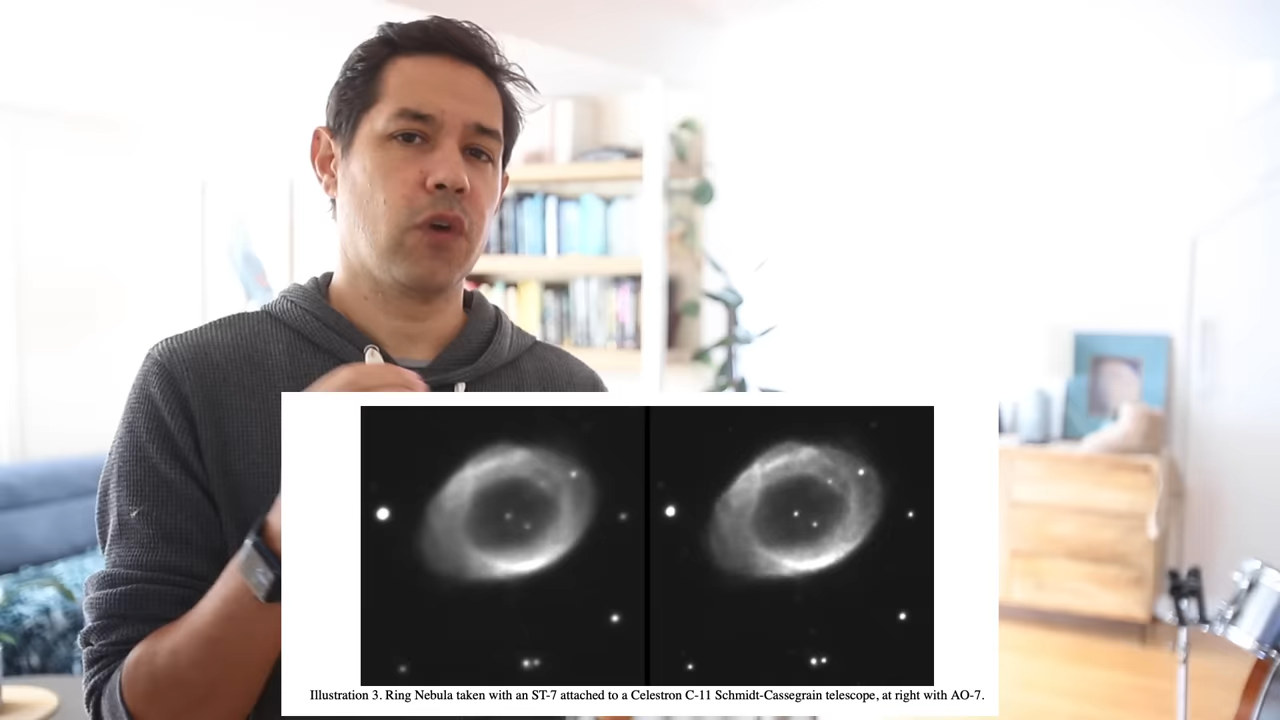 Illustration 3. Ring Nebula taken with an ST-7 attached to a Celestron C-11 Schmidt-Cassegrain telescope, at right with AO-7.